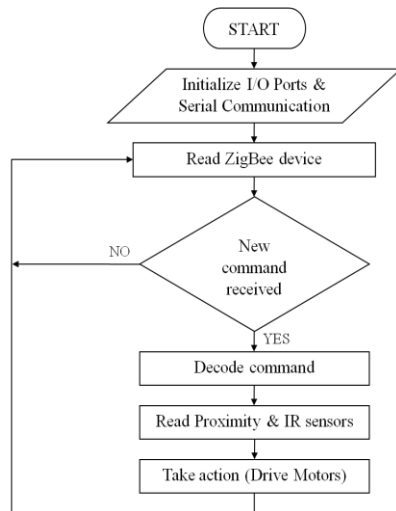 START
Initialize I/O Ports &
Serial Communication
Read ZigBee device
New
command
received
NO
YES
Decode command
Read Proximity & IR sensors
Take action (Drive Motors)